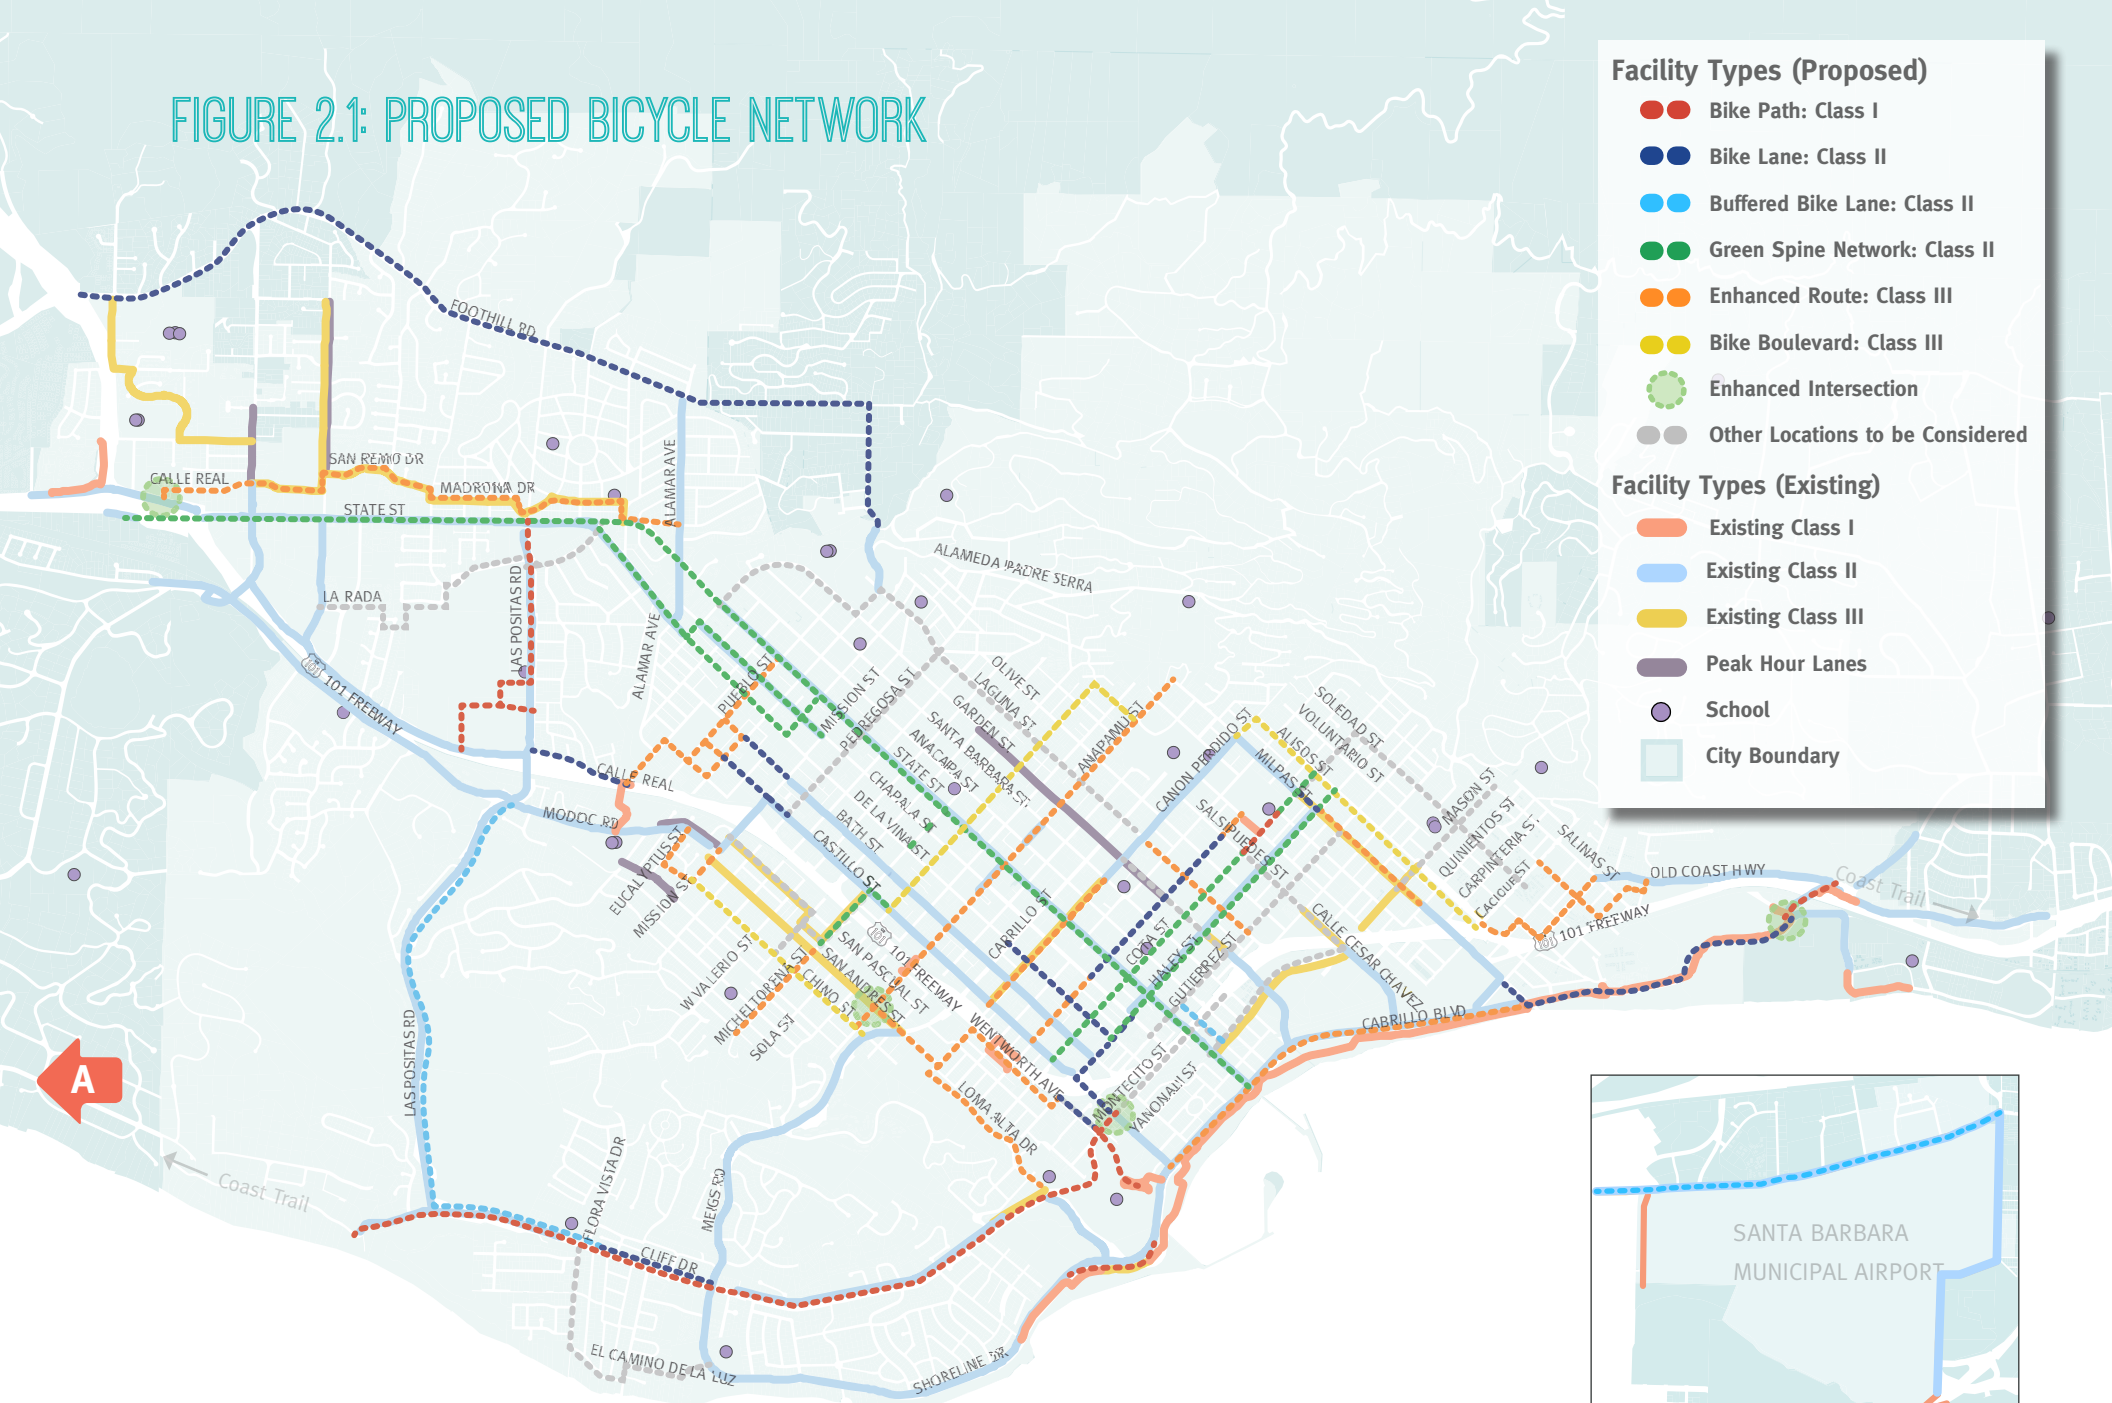 FIGURE 2.1: PROPOSED BICYCLE NETWORK
Facility Types (Proposed)
Bike Path: Class I
Bike Lane: Class II
Buffered Bike Lane: Class II
Green Spine Network: Class II
Enhanced Route: Class III
Bike Boulevard: Class III
Enhanced Intersection
Other Locations to be Considered
Facility Types (Existing)
Existing Class I
Existing Class II
Existing Class III
Peak Hour Lanes
School
City Boundary
FOOTHILL RD
SAN REMO DR
CALLE REAL
MADRONA DR
STATE ST
ALAMAR AVE
LA RADA
LAS POSITAS RD
ALAMAR AVE
ALAMEDA PADRE SERRA
101
101 FREEWAY
PUEBLO ST
MISSION ST
PEDREGOSA ST
OLIVE ST
LAGUNA ST
GARDEN ST
SANTA BARBARA ST
ANACAPA ST
STATE ST
CHAPALA ST
DE LA VINA ST
BATH ST
CASTILLO ST
ANAPAMU ST
CANON PERDIDO ST
SOLEDAD ST
VOLUNTARIO ST
ALISOS ST
MILPAS ST
SALSIPUEDES ST
MASON ST
QUINIENTOS ST
CARPINTERIA ST
CACIQUE ST
SALINAS ST
OLD COAST HWY
Coast Trail
101
101 FREEWAY
CALLE REAL
MODOC RD
EUCALYPTUS ST
MISSION ST
W VALERIO ST
MICHELTORENA ST
SOLA ST
CHINO ST
SAN ANDRES ST
SAN PASCUAL ST
101
101 FREEWAY
CARRILLO ST
COTA ST
HALEY ST
GUTIERREZ ST
CALLE CESAR CHAVEZ
CABRILLO BLVD
WENTWORTH AVE
MONTECITO ST
YANONALI ST
LOMA ALTA DR
LAS POSITAS RD
A
Coast Trail
FLORA VISTA DR
MEIGS RD
CLIFF DR
EL CAMINO DE LA LUZ
SHORELINE DR
SANTA BARBARA
MUNICIPAL AIRPORT